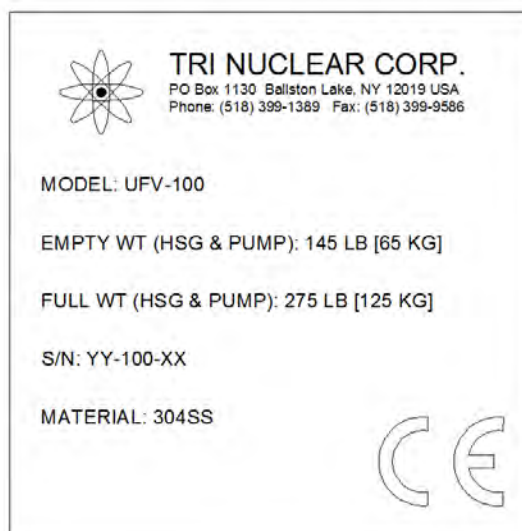 TRI NUCLEAR CORP.
PO Box 1130 Ballston Lake, NY 12019 USA
Phone: (518) 399-1389 Fax: (518) 399-9586
MODEL: UFV-100
EMPTY WT (HSG & PUMP): 145 LB [65 KG]
FULL WT (HSG & PUMP): 275 LB [125 KG]
S/N: YY-100-XX
MATERIAL: 304SS
CE